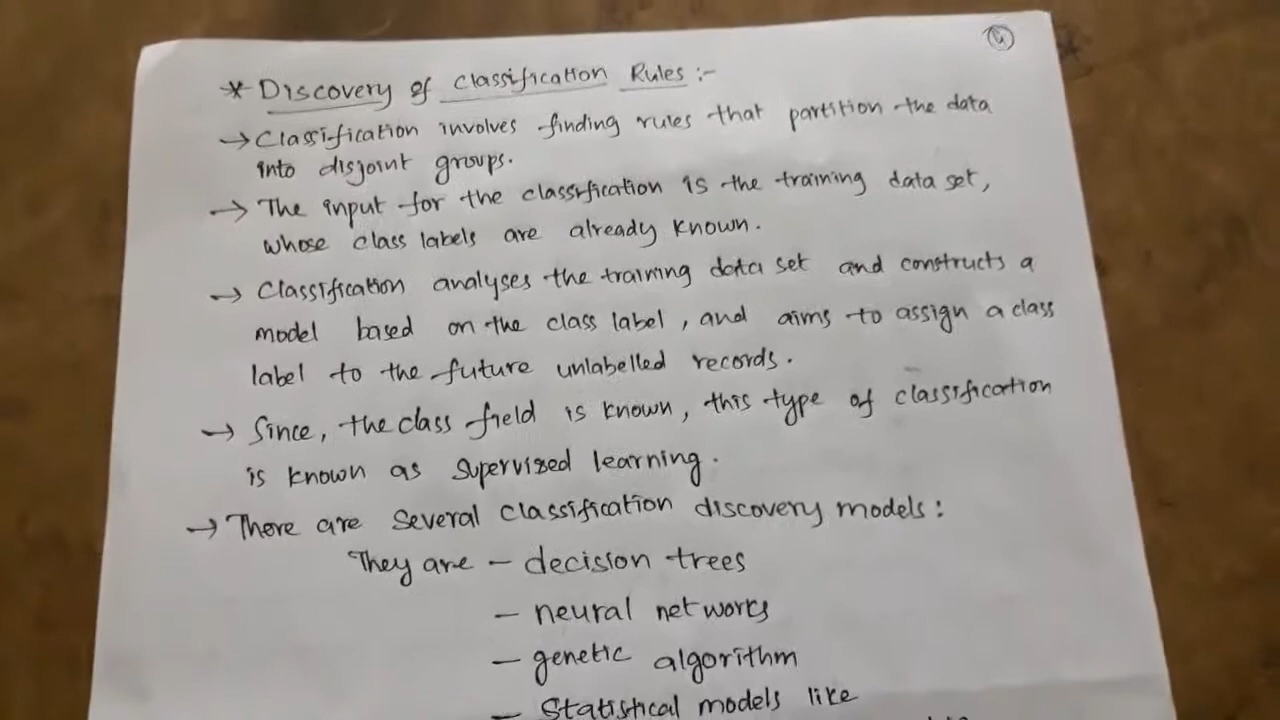 4
* Discovery of classification Rules :-
→ Classification involves finding rules that partition the data
into disjoint groups.
→ The input for the classification is the training data set,
whose class labels are already known.
→ Classification analyses the training data set and constructs a
model based on the class label, and aims to assign a class
label to the future unlabelled records.
→ Since, the class field is known, this type of classification
is known as supervised learning.
→ There are several classification discovery models:
They are – decision trees
– neural networks
– genetic algorithm
– Statistical models like